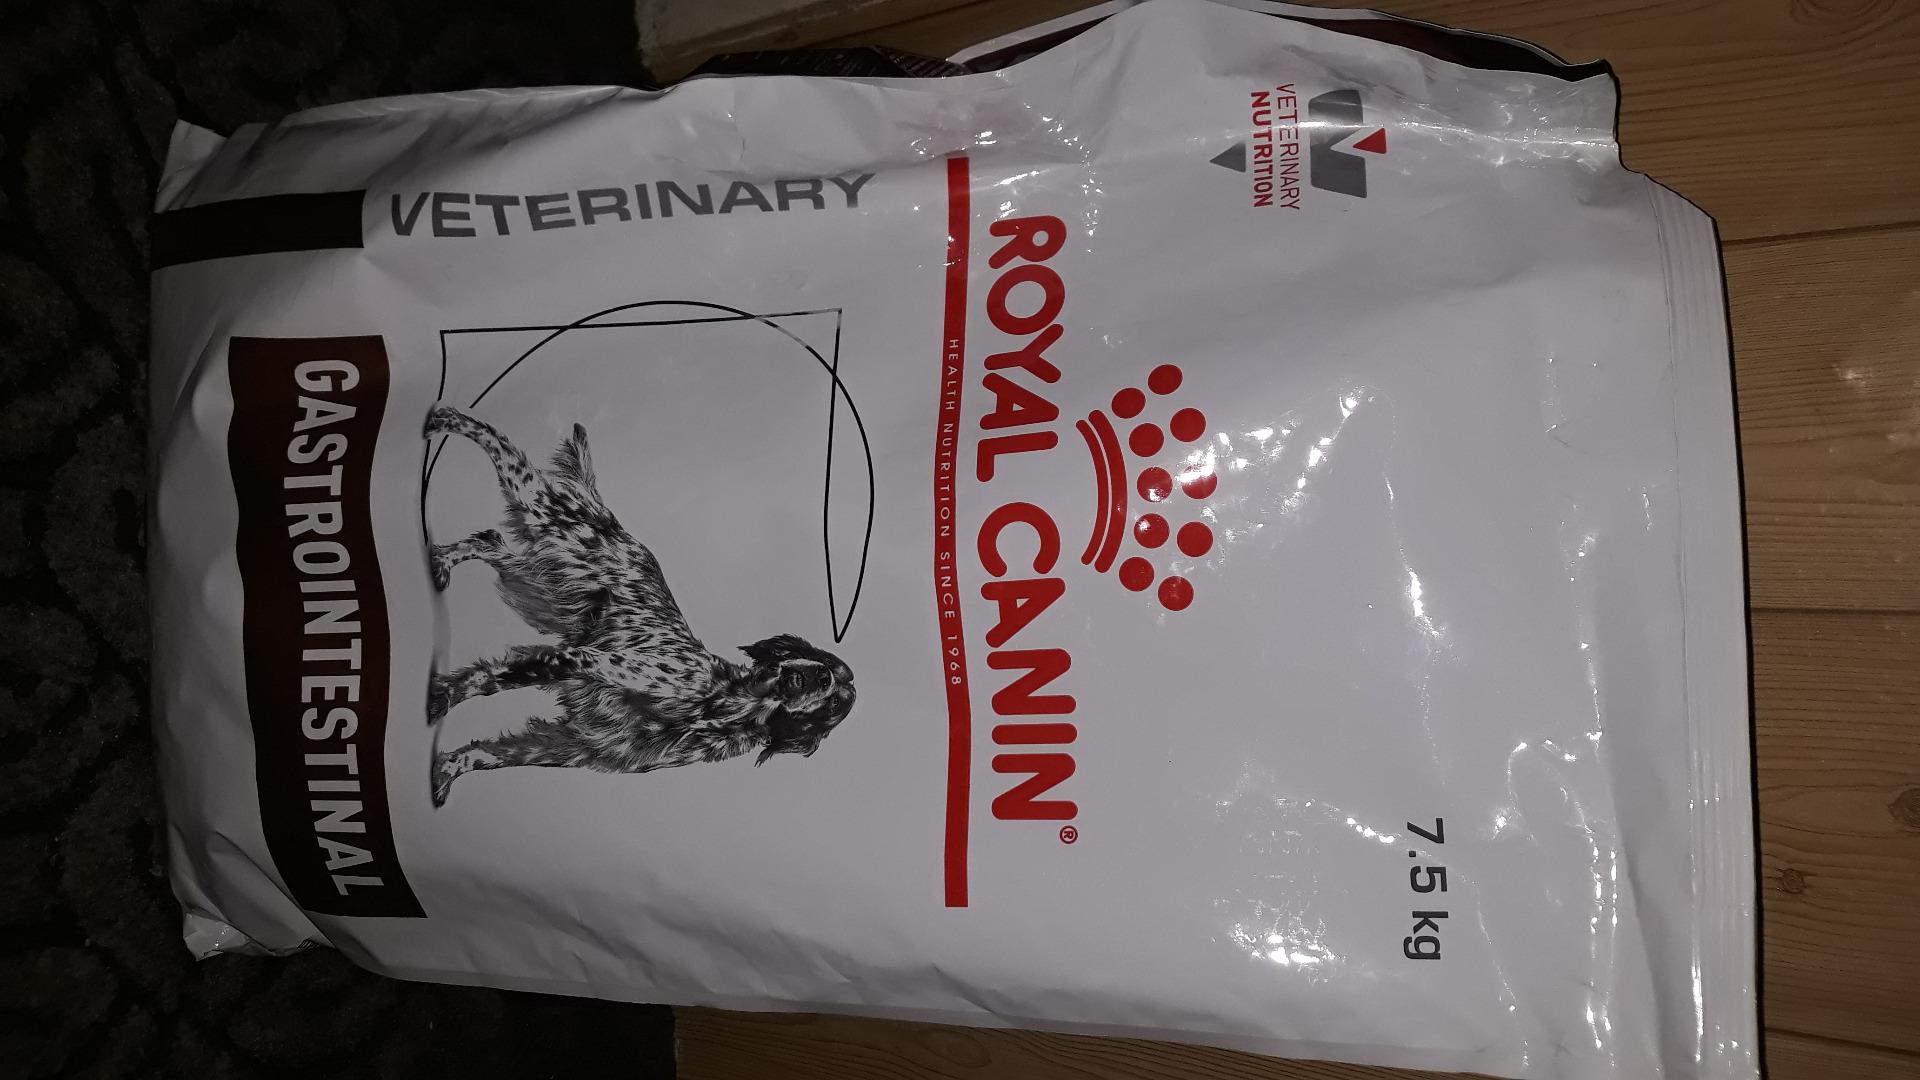 VETERINARY
NUTRITION
7.5 kg
ROYAL CANIN®
HEALTH NUTRITION SINCE 1968
VETERINARY
GASTROINTESTINAL